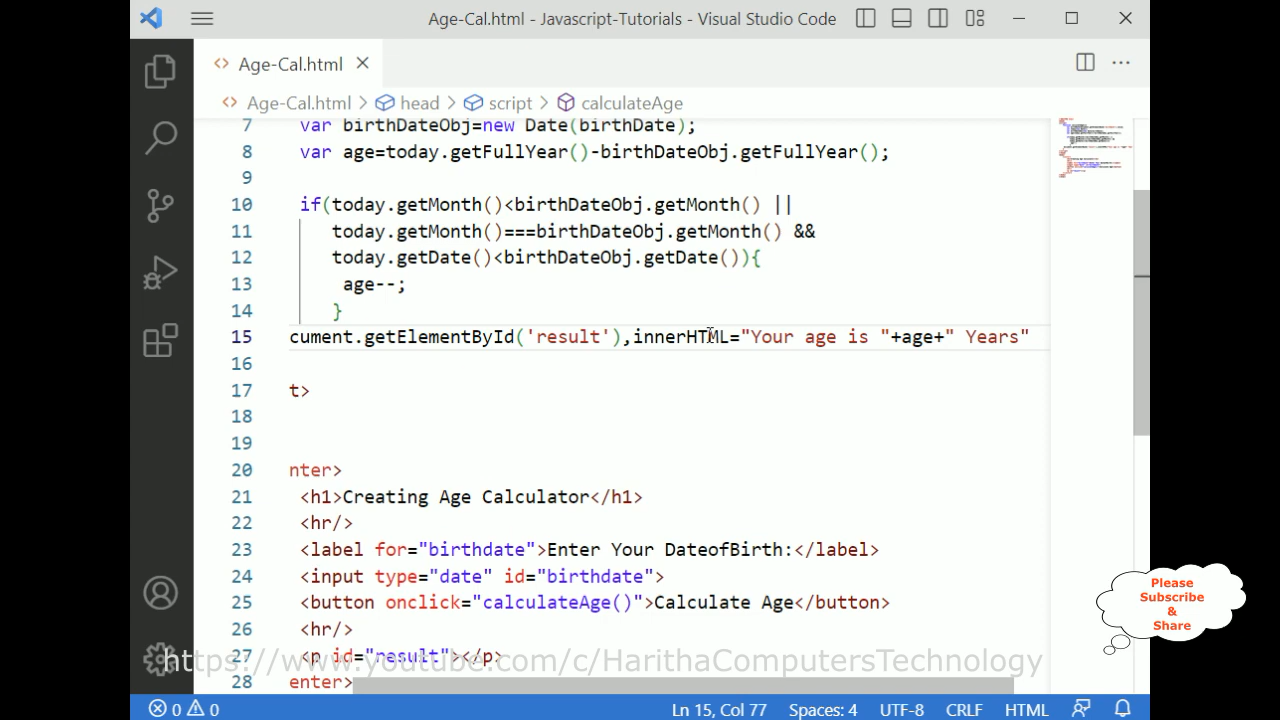 Age-Cal.html - Javascript-Tutorials - Visual Studio Code
Age-Cal.html
Age-Cal.html > head > script > calculateAge
7 var birthDateObj=new Date(birthDate);
8 var age=today.getFullYear()-birthDateObj.getFullYear();
9
10 if(today.getMonth()<birthDateObj.getMonth() ||
11 today.getMonth()===birthDateObj.getMonth() &&
12 today.getDate()<birthDateObj.getDate()){
13 age--;
14 }
15 cument.getElementById('result'),innerHTML="Your age is "+age+" Years"
16
17 t>
18
19
20 nter>
21 <h1>Creating Age Calculator</h1>
22 <hr/>
23 <label for="birthdate">Enter Your DateofBirth:</label>
24 <input type="date" id="birthdate">
25 <button onclick="calculateAge()">Calculate Age</button>
26 <hr/>
27 <p id="result"></p>
28 enter>
https://www.youtube.com/c/HarithaComputersTechnology
Please
Subscribe
&
Share
0 0 Ln 15, Col 77 Spaces: 4 UTF-8 CRLF HTML